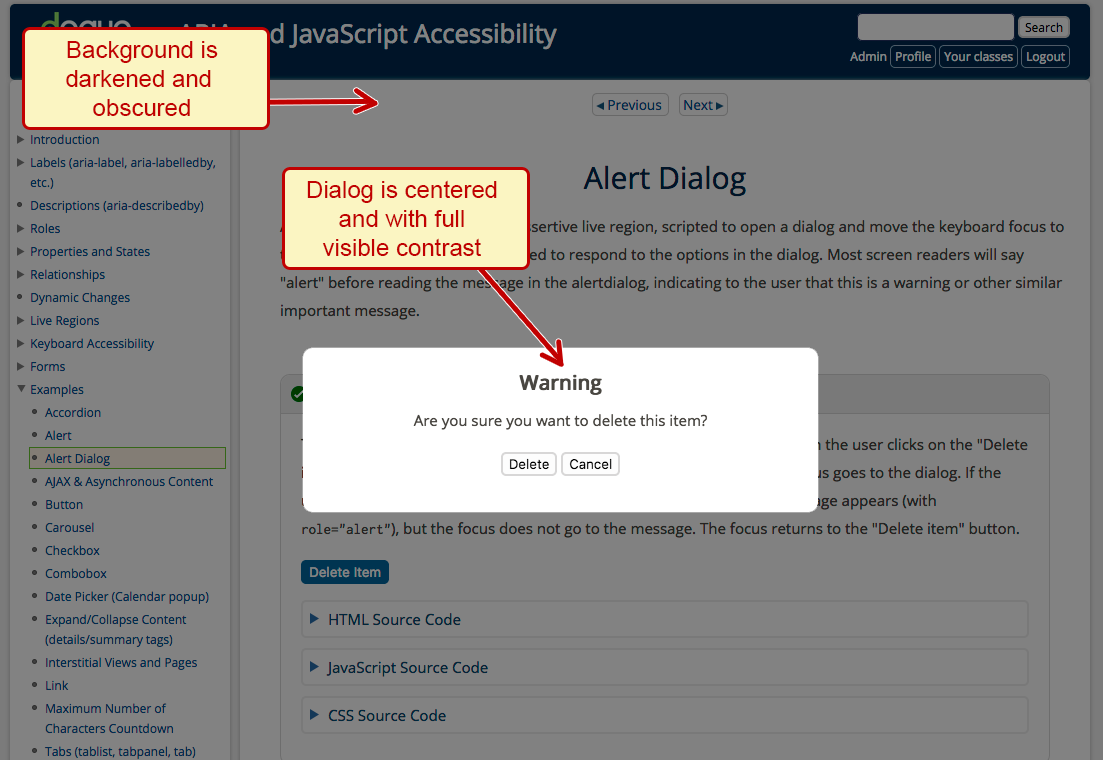 d JavaScript Accessibility
Search
Admin Profile Your classes Logout
Background is
darkened and
obscured
◂ Previous Next ▸
Introduction
Labels (aria-label, aria-labelledby,
etc.)
Descriptions (aria-describedby)
Roles
Properties and States
Relationships
Dynamic Changes
Live Regions
Keyboard Accessibility
Forms
Examples
Accordion
Alert
Alert Dialog
AJAX & Asynchronous Content
Button
Carousel
Checkbox
Combobox
Date Picker (Calendar popup)
Expand/Collapse Content
(details/summary tags)
Interstitial Views and Pages
Link
Maximum Number of
Characters Countdown
Tabs (tablist, tabpanel, tab)
Alert Dialog
Dialog is centered
and with full
visible contrast
ssertive live region, scripted to open a dialog and move the keyboard focus to
ed to respond to the options in the dialog. Most screen readers will say
"alert" before reading the message in the alertdialog, indicating to the user that this is a warning or other similar
important message.
Warning
Are you sure you want to delete this item?
Delete Cancel
the user clicks on the "Delete
us goes to the dialog. If the
ge appears (with
role="alert"), but the focus does not go to the message. The focus returns to the "Delete item" button.
Delete Item
HTML Source Code
JavaScript Source Code
CSS Source Code